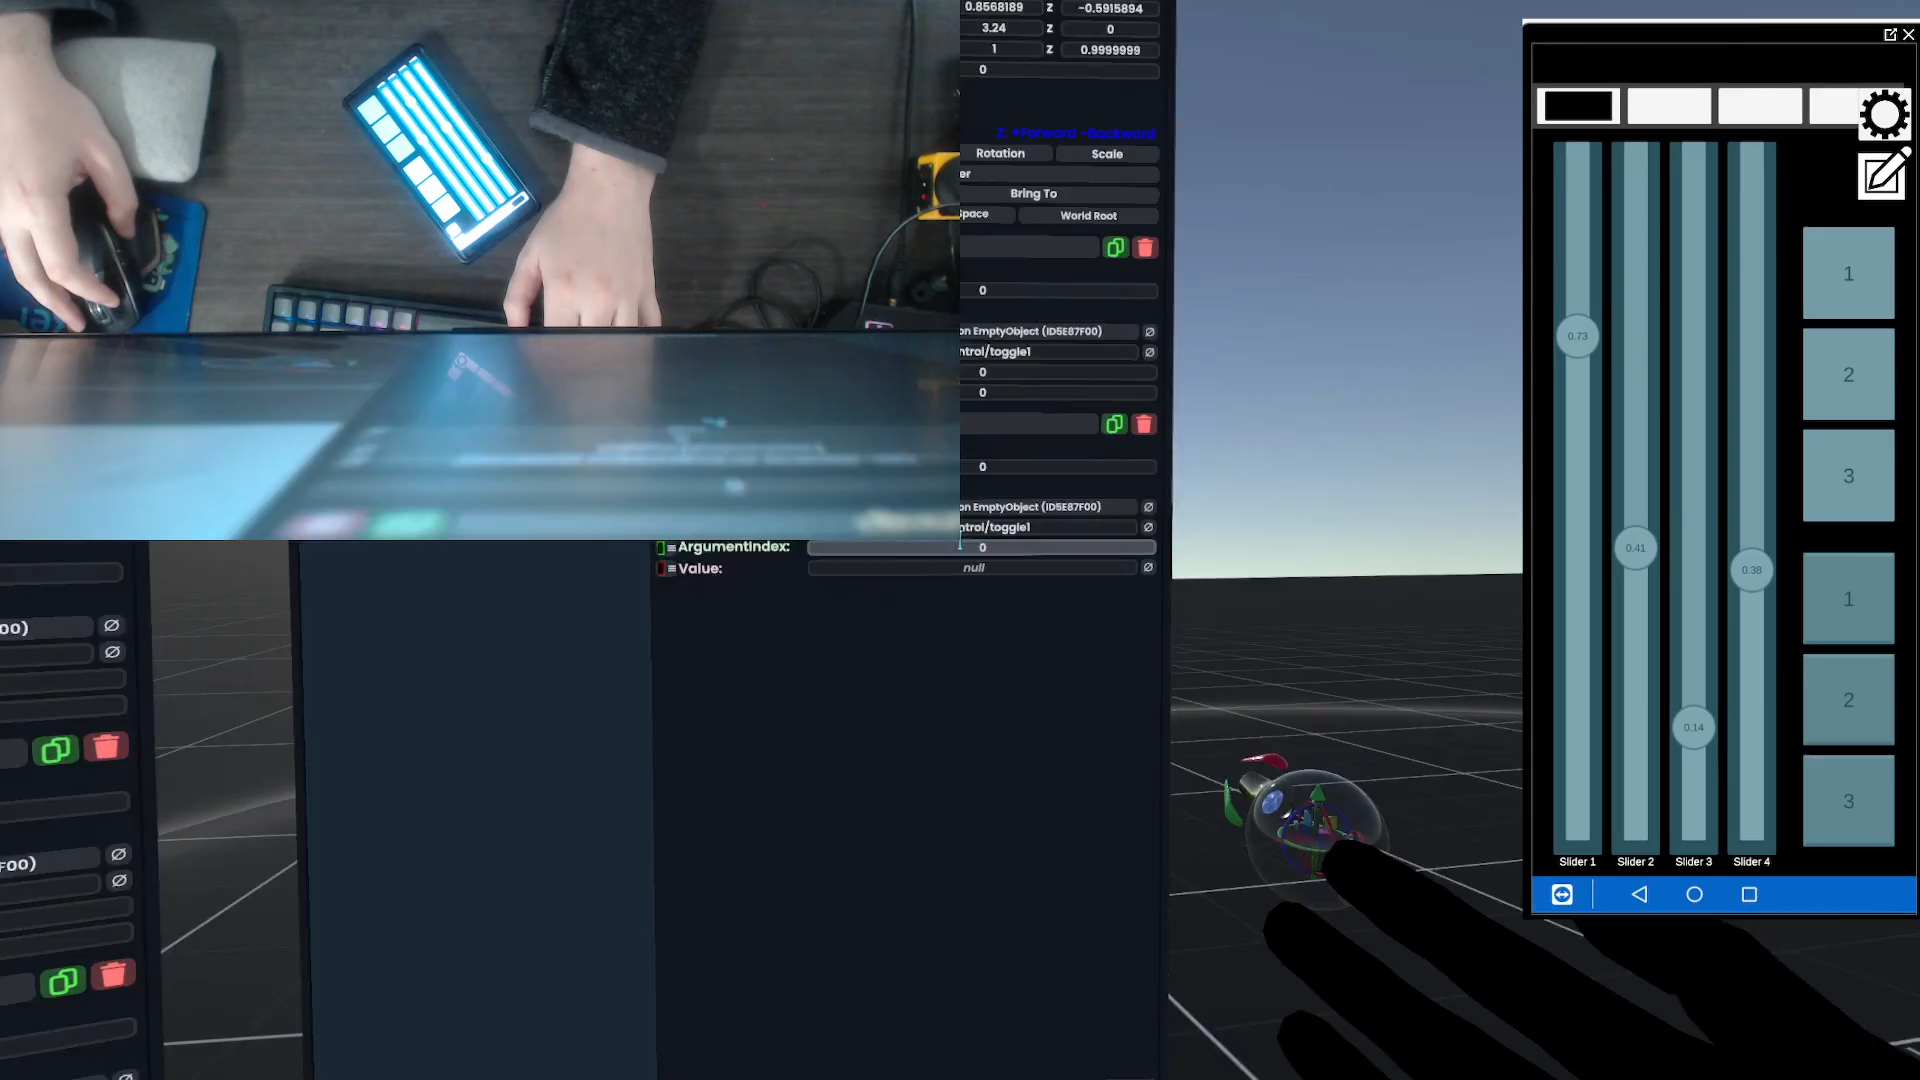 0.8568189 Z -0.5915894
3.24 Z 0
1 Z 0.9999999
0
Z: +Forward -Backward
Rotation Scale
er
Bring To
Space World Root
0
on EmptyObject (ID5E87F00)
ntrol/toggle1
0
0
0
on EmptyObject (ID5E87F00)
ntrol/toggle1
ArgumentIndex: 0
Value: null
00)
F00)
0.73
0.41
0.14
0.38
1
2
3
1
2
3
Slider 1 Slider 2 Slider 3 Slider 4